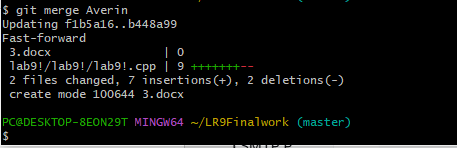 $ git merge Averin
Updating f1b5a16..b448a99
Fast-forward
 3.docx              | 0
 lab9!/lab9!/lab9!.cpp | 9 +++++++--
 2 files changed, 7 insertions(+), 2 deletions(-)
 create mode 100644 3.docx
PC@DESKTOP-8EON29T MINGW64 ~/LR9Finalwork (master)
$